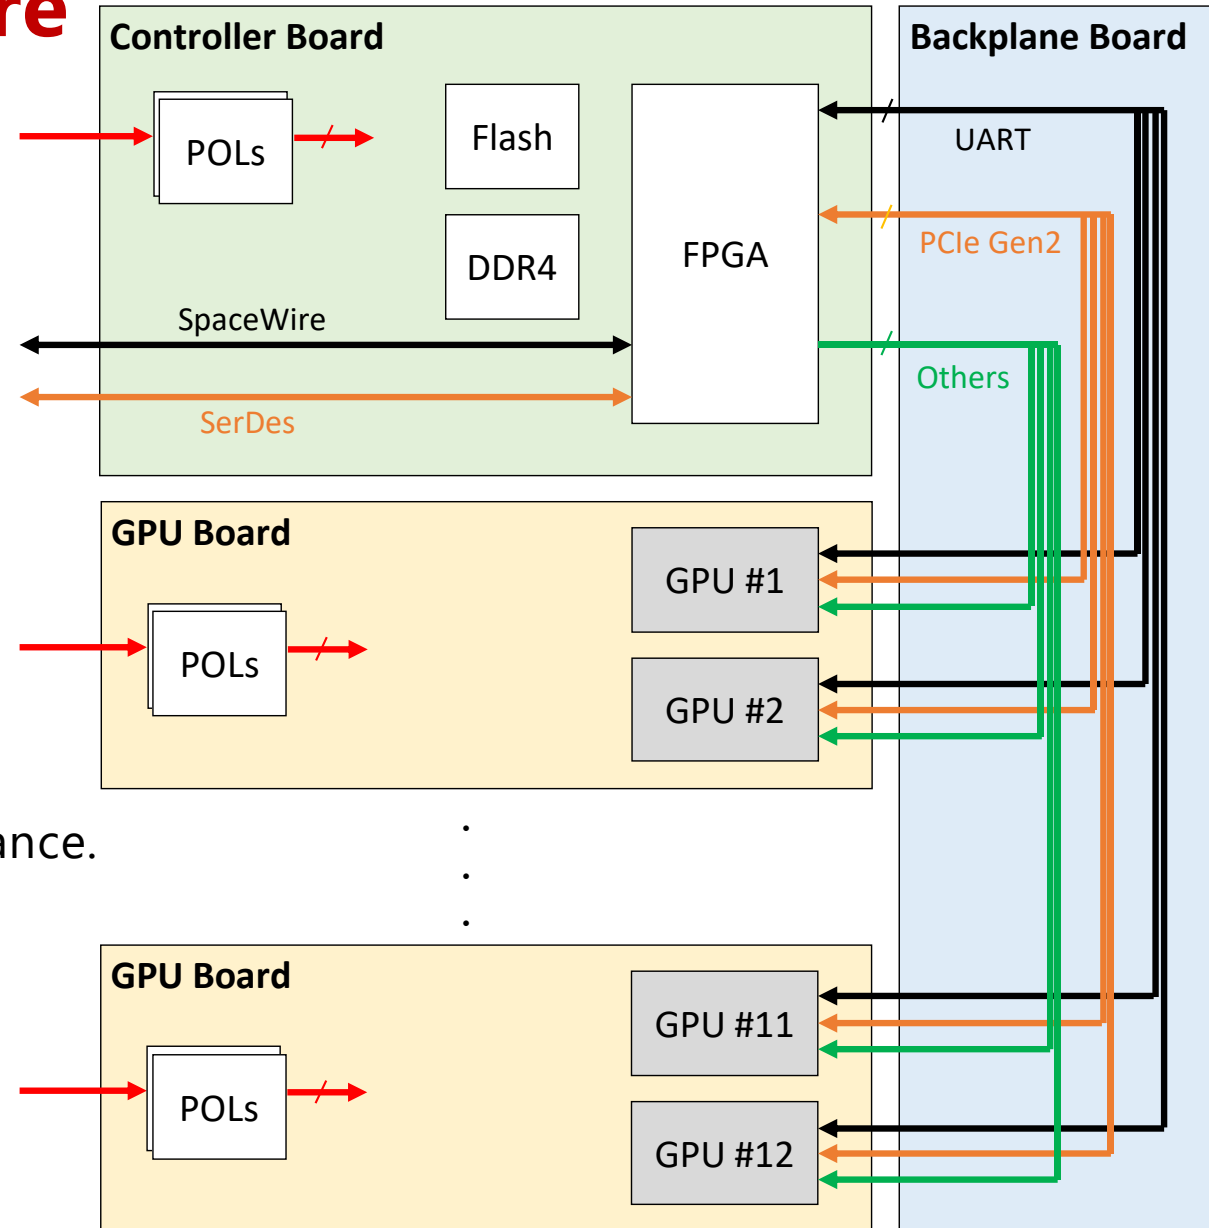 re
Controller Board
Backplane Board
POLs
Flash
UART
DDR4
FPGA
PCIe Gen2
SpaceWire
Others
SerDes
GPU Board
GPU #1
POLs
GPU #2
ance.
.
.
.
GPU Board
GPU #11
POLs
GPU #12